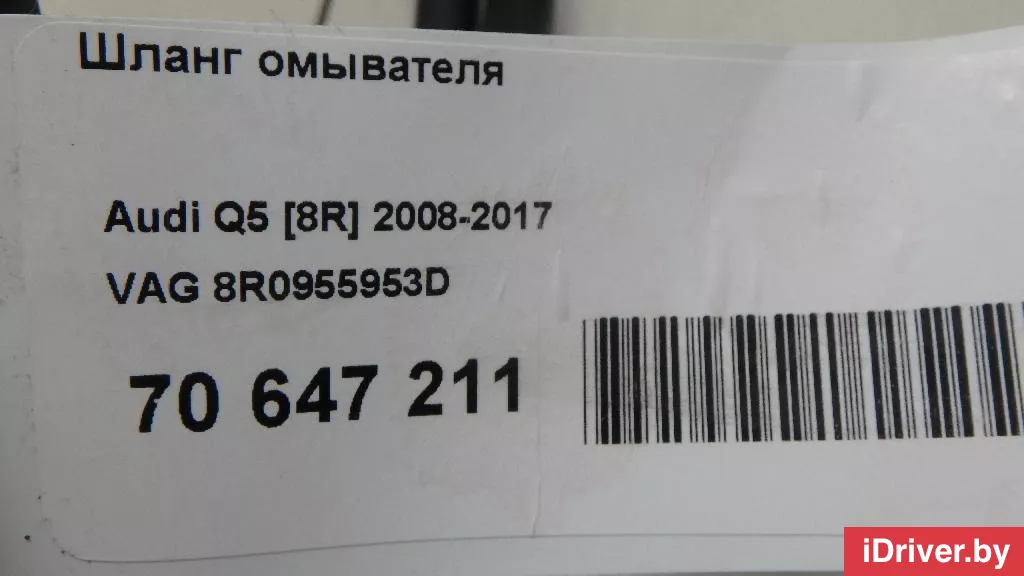 Шланг омывателя
Audi Q5 [8R] 2008-2017
VAG 8R0955953D
70 647 211
iDriver.by